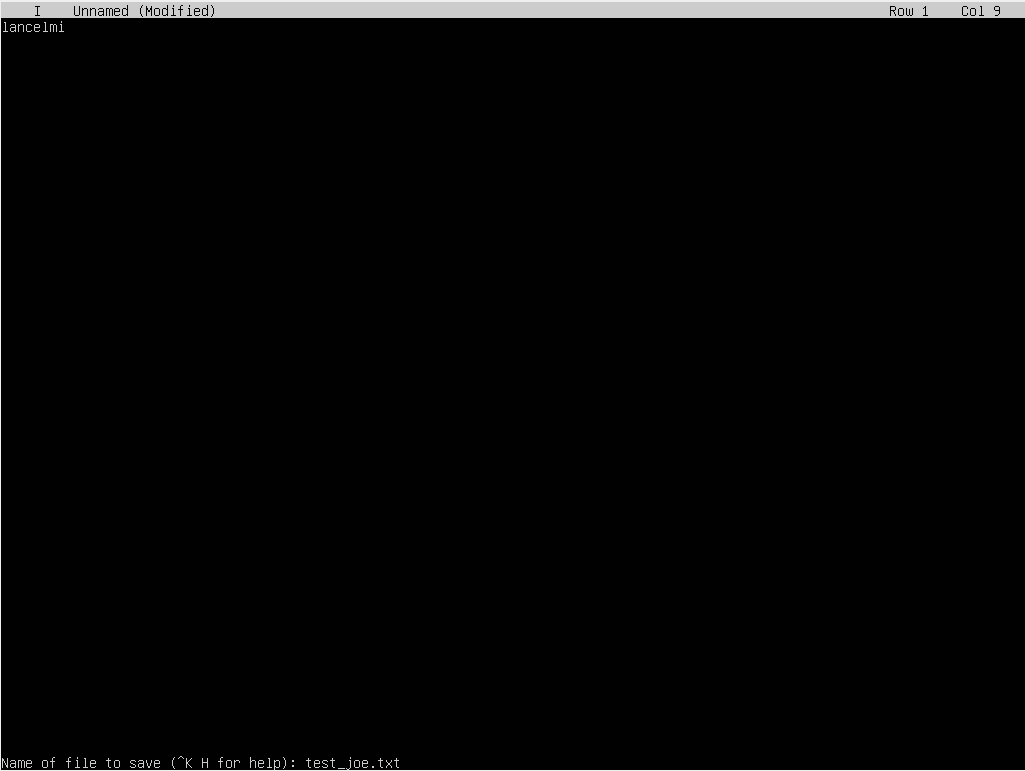 I    Unnamed (Modified)    Row 1    Col 9
lancelmi
Name of file to save (^K H for help): test_joe.txt